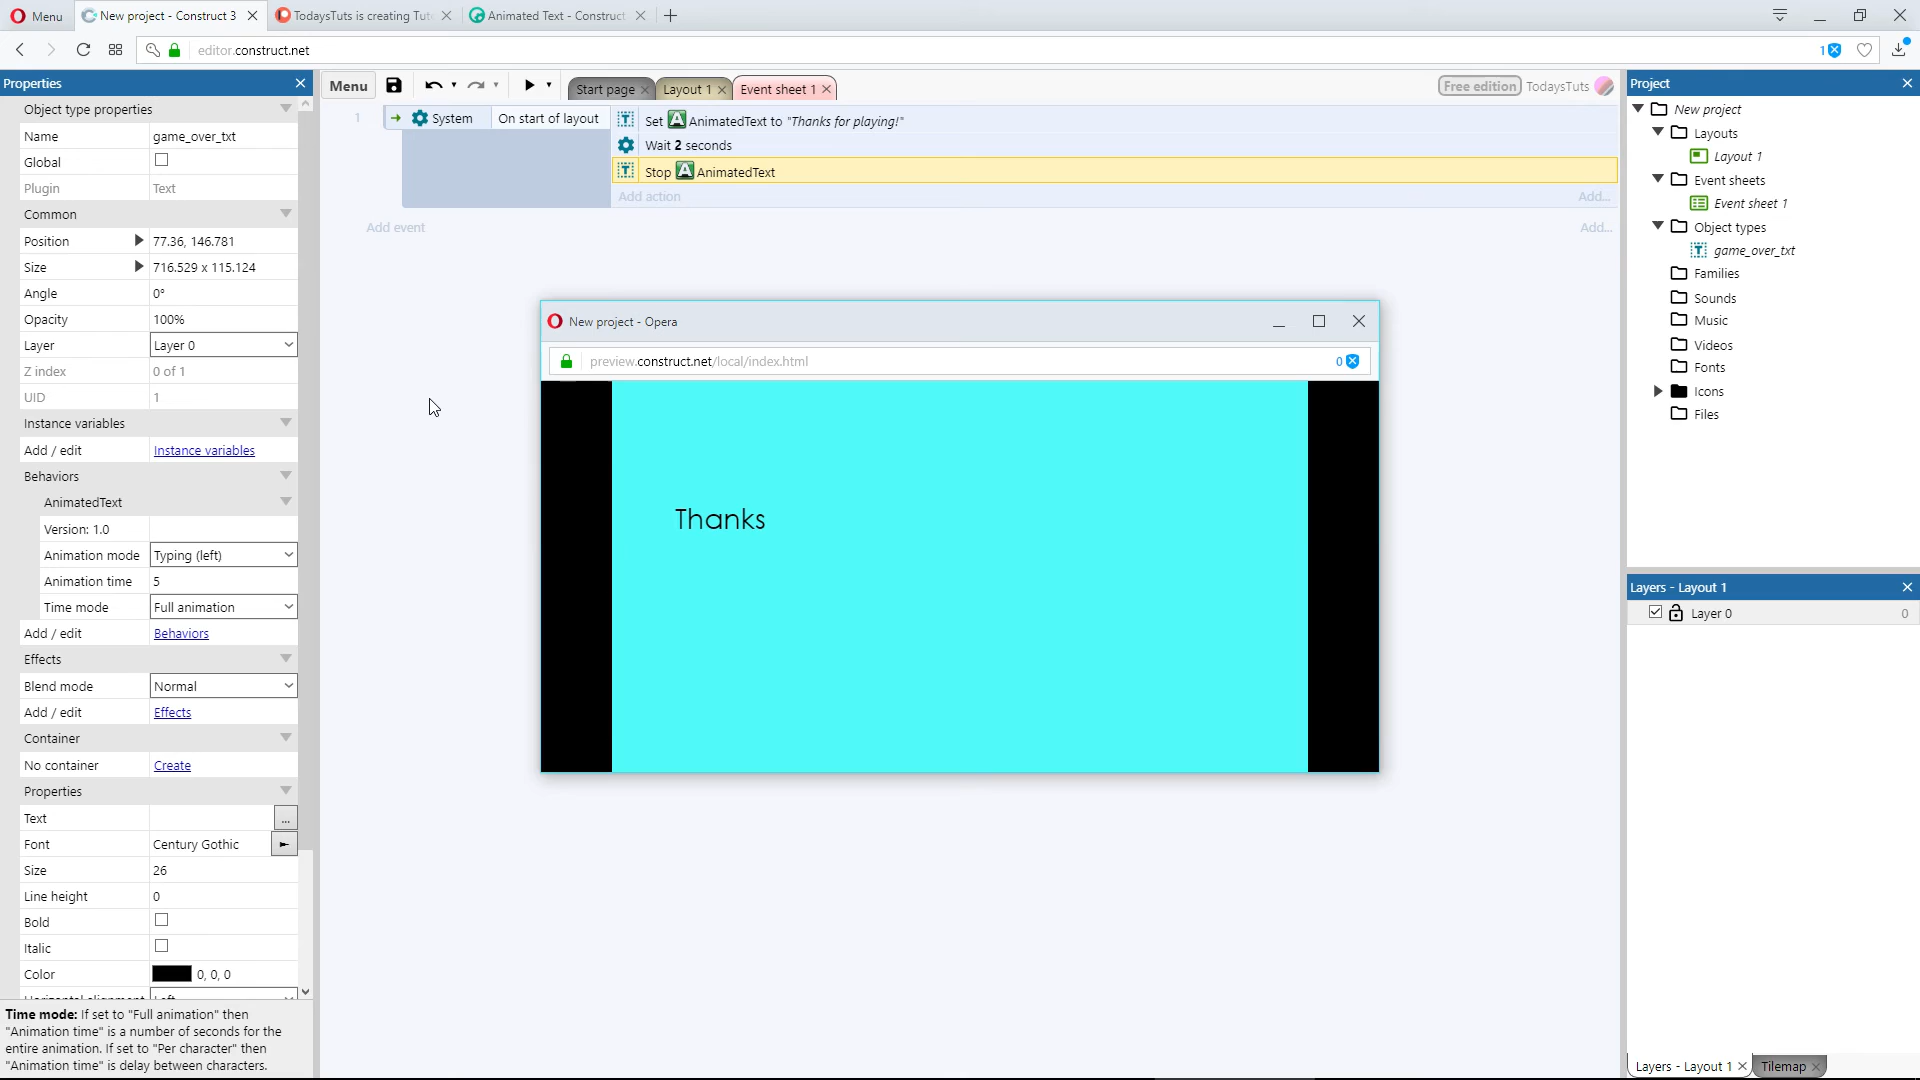 Menu
New project - Construct 3
TodaysTuts is creating Tut
Animated Text - Construct
editor.construct.net
1
Properties
Object type properties
Name game_over_txt
Global
Plugin Text
Common
Position 77.36, 146.781
Size 716.529 x 115.124
Angle 0°
Opacity 100%
Layer Layer 0
Z index 0 of 1
UID 1
Instance variables
Add / edit Instance variables
Behaviors
AnimatedText
Version: 1.0
Animation mode Typing (left)
Animation time 5
Time mode Full animation
Add / edit Behaviors
Effects
Blend mode Normal
Add / edit Effects
Container
No container Create
Properties
Text ...
Font Century Gothic
Size 26
Line height 0
Bold
Italic
Color 0, 0, 0
Horizontal alignment Left
Time mode: If set to "Full animation" then
"Animation time" is a number of seconds for the
entire animation. If set to "Per character" then
"Animation time" is delay between characters.
Menu
Start page
Layout 1
Event sheet 1
Free edition TodaysTuts
1 System On start of layout
Set A AnimatedText to "Thanks for playing!"
Wait 2 seconds
Stop A AnimatedText
Add action Add...
Add event Add...
New project - Opera
preview.construct.net/local/index.html 0
Thanks
Project
New project
Layouts
Layout 1
Event sheets
Event sheet 1
Object types
game_over_txt
Families
Sounds
Music
Videos
Fonts
Icons
Files
Layers - Layout 1
Layer 0 0
Layers - Layout 1
Tilemap